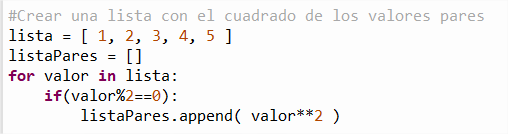 #Crear una lista con el cuadrado de los valores pares
lista = [ 1, 2, 3, 4, 5 ]
listaPares = []
for valor in lista:
    if(valor%2==0):
        listaPares.append( valor**2 )